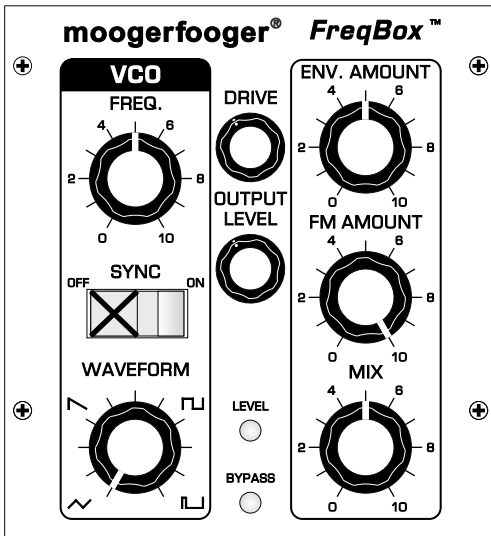 moogerfooger® FreqBox™
VCO
FREQ.
4 6
2 8
0 10
SYNC
OFF ON
WAVEFORM
DRIVE
OUTPUT
LEVEL
LEVEL
BYPASS
ENV. AMOUNT
4 6
2 8
0 10
FM AMOUNT
4 6
2 8
0 10
MIX
4 6
2 8
0 10